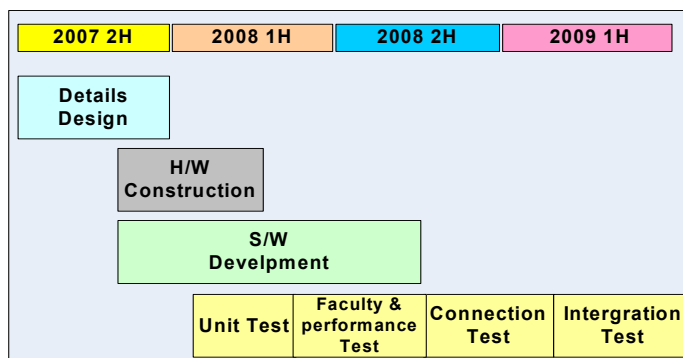 2007 2H 2008 1H 2008 2H 2009 1H
Details
Design
H/W
Construction
S/W
Develpment
Unit Test
Faculty &
performance
Test
Connection
Test
Intergration
Test